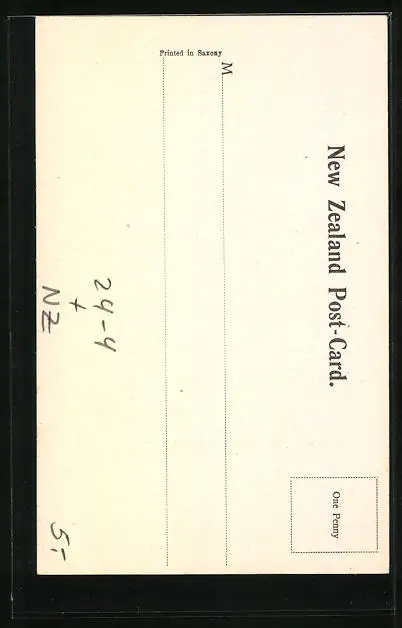 New Zealand Post-Card.
One Penny
M
Printed in Saxony
24-4
+
NZ
5,-